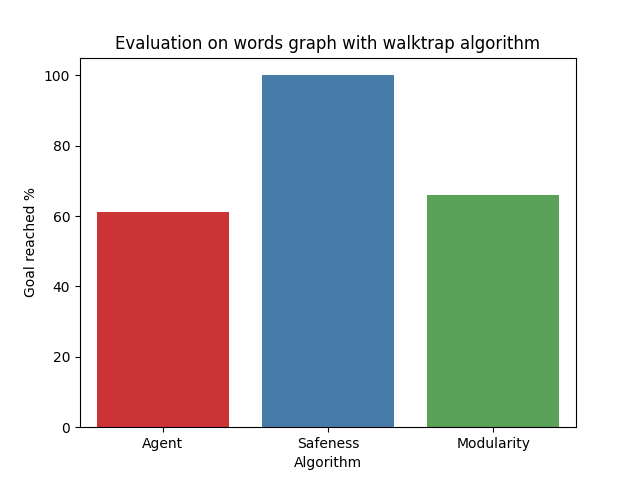 Evaluation on words graph with walktrap algorithm
Goal reached %
100
80
60
40
20
0
Agent
Safeness
Modularity
Algorithm